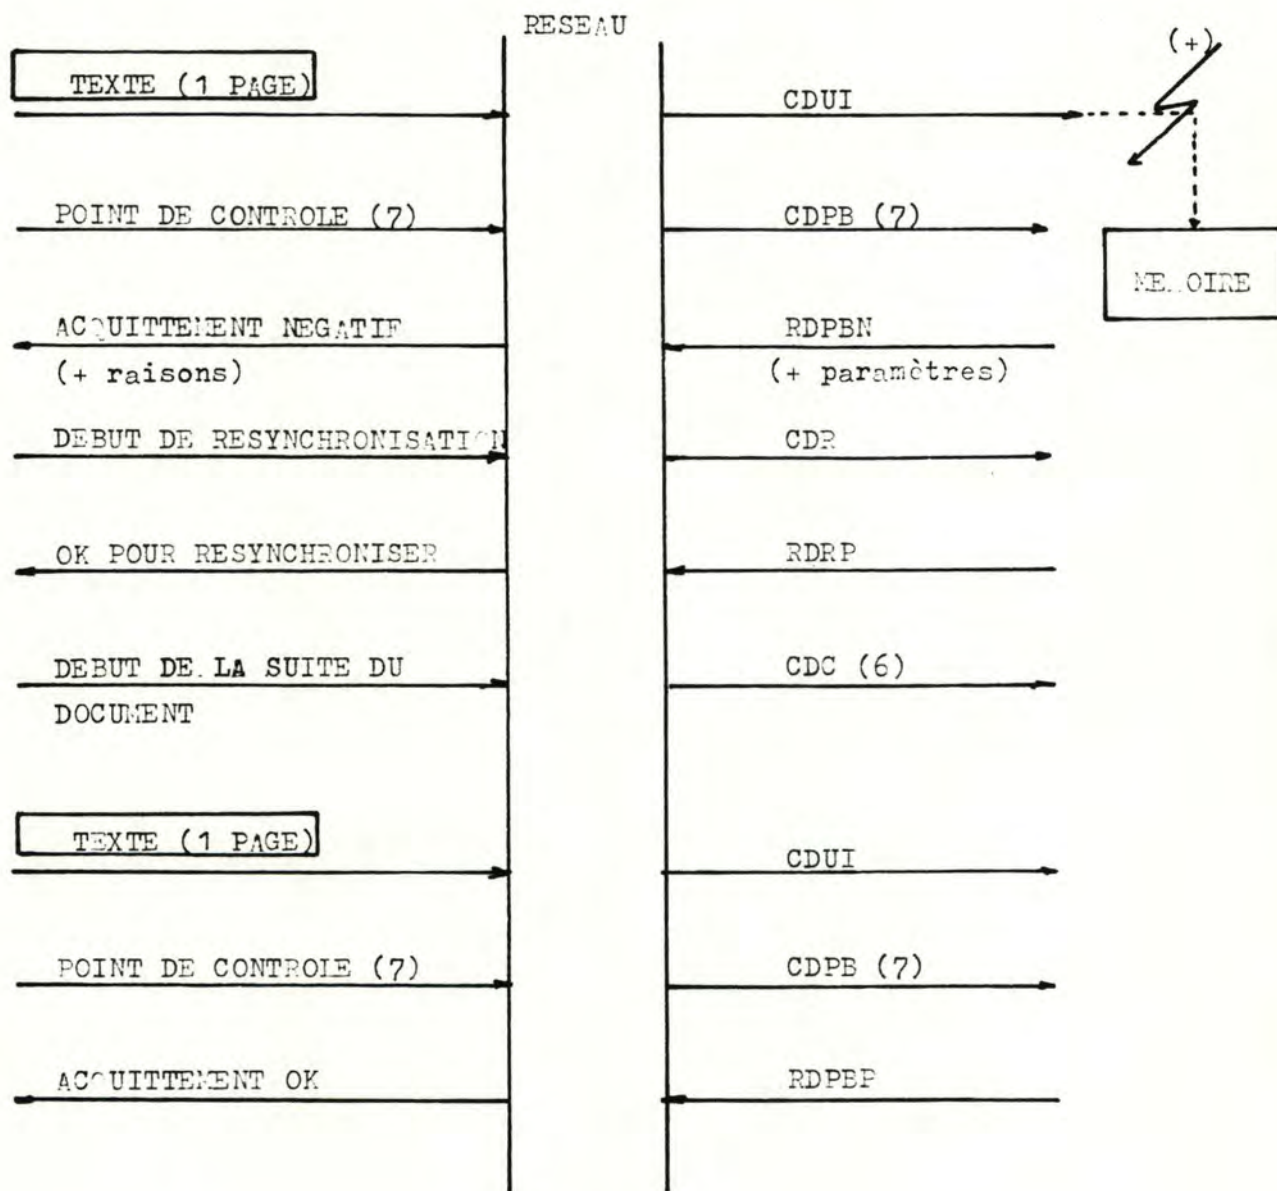 RESEAU
(+)
TEXTE (1 PAGE)
CDUI
POINT DE CONTROLE (7)
CDPB (7)
MEMOIRE
ACQUITTEMENT NEGATIF
RDPBN
(+ raisons)
(+ paramètres)
DEBUT DE RESYNCHRONISATION
CDR
OK POUR RESYNCHRONISER
RDRP
DEBUT DE LA SUITE DU
CDC (6)
DOCUMENT
TEXTE (1 PAGE)
CDUI
POINT DE CONTROLE (7)
CDPB (7)
ACQUITTEMENT OK
RDPBP